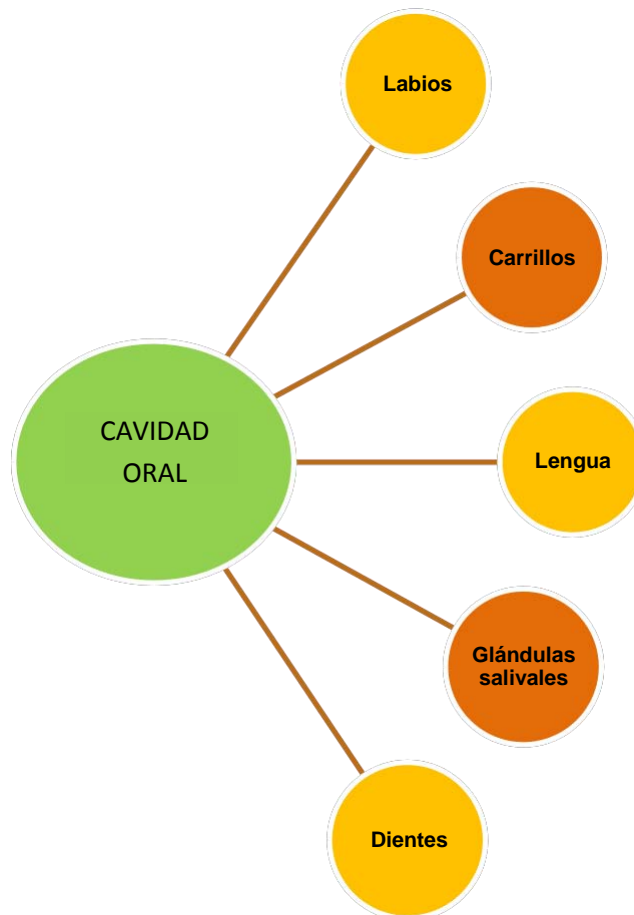 Labios
Carrillos
CAVIDAD
ORAL
Lengua
Glándulas
salivales
Dientes